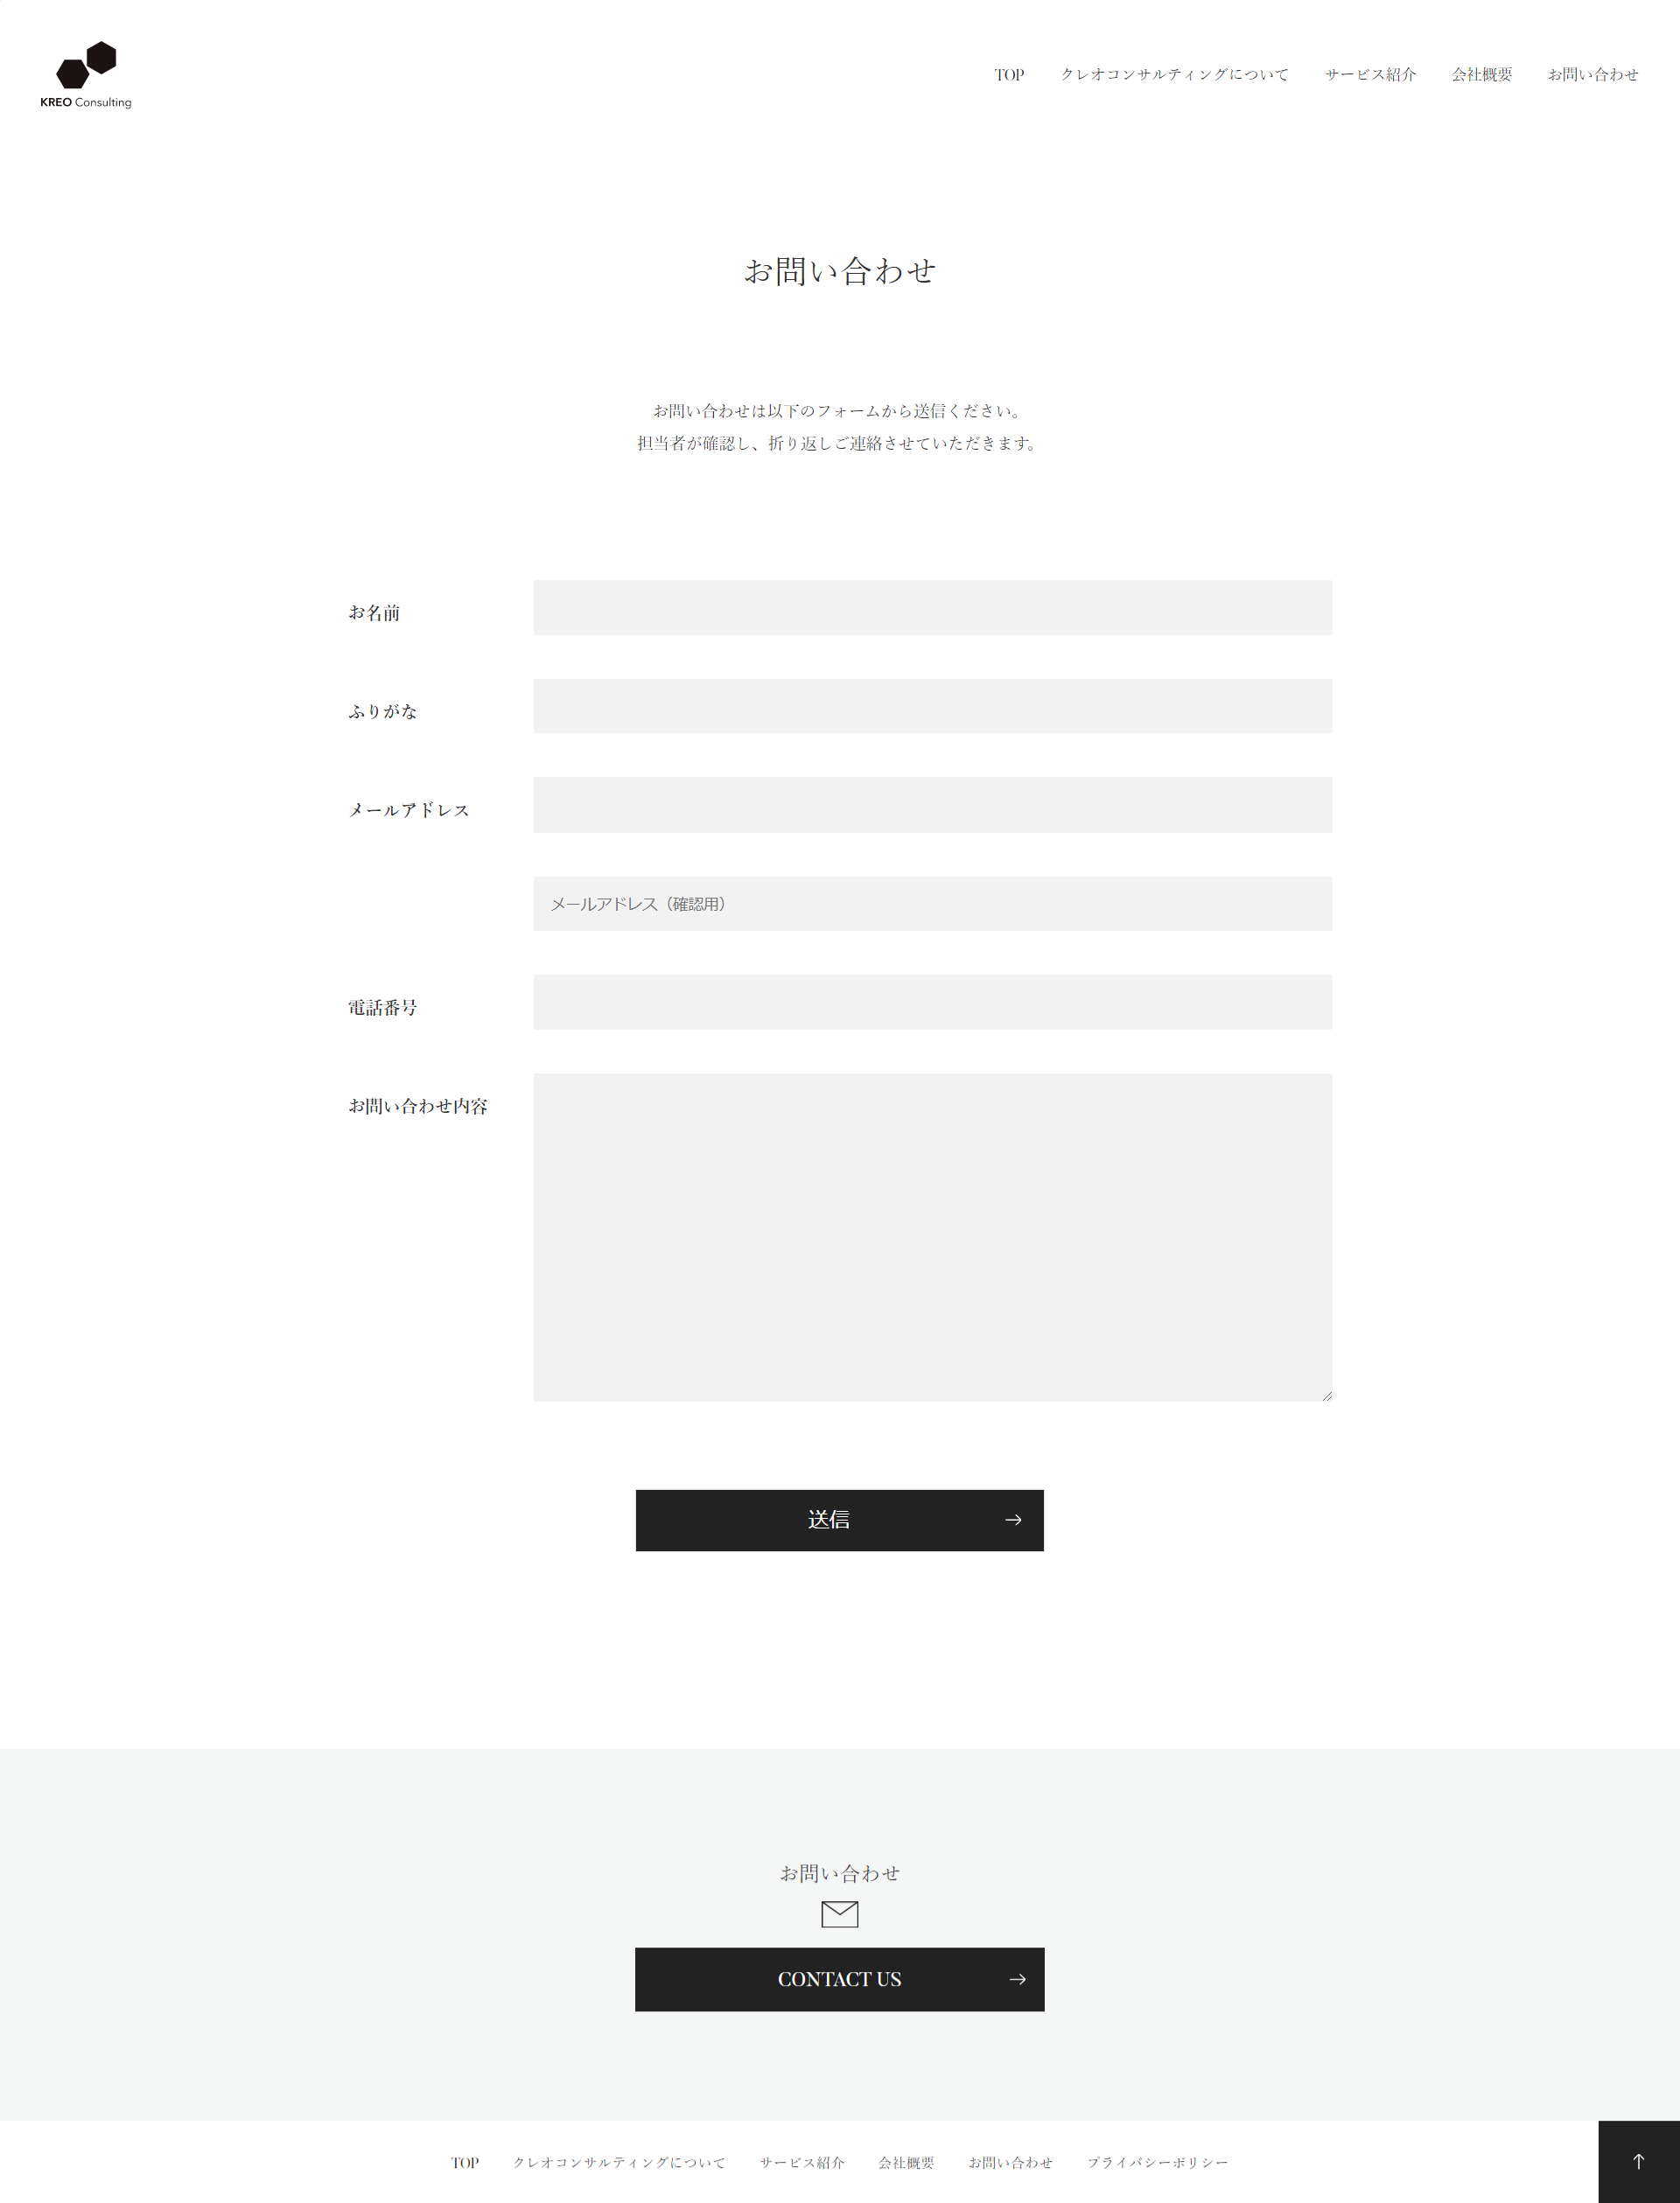 KREO Consulting
TOP クレオコンサルティングについて サービス紹介 会社概要 お問い合わせ
お問い合わせ
お問い合わせは以下のフォームから送信ください。
担当者が確認し、折り返しご連絡させていただきます。
お名前
ふりがな
メールアドレス
メールアドレス（確認用）
電話番号
お問い合わせ内容
送信
お問い合わせ
CONTACT US
TOP クレオコンサルティングについて サービス紹介 会社概要 お問い合わせ プライバシーポリシー